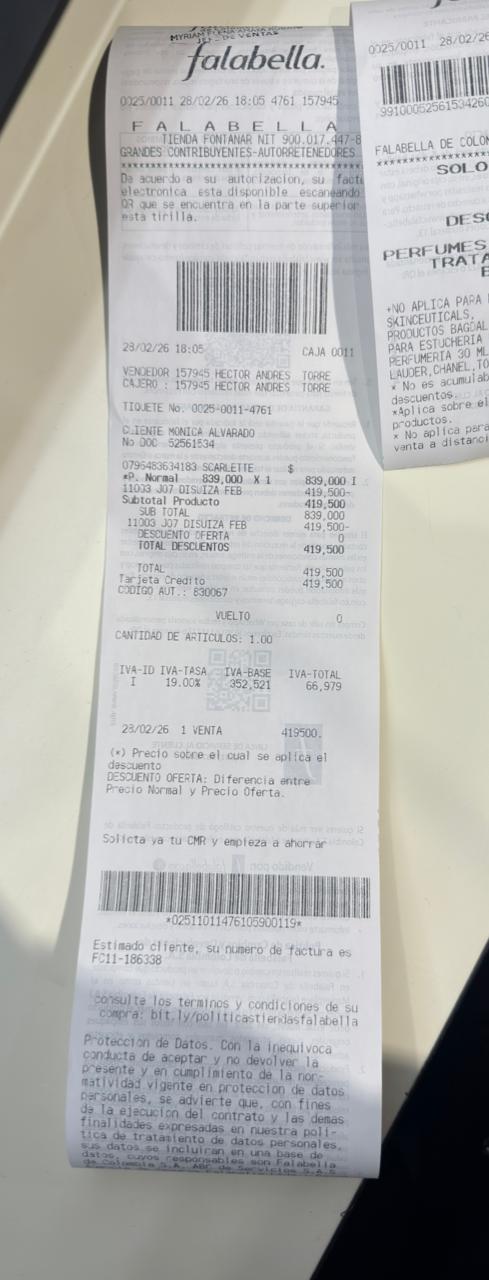 JEFE DE VENTAS
falabella.
0025/0011 28/02/26 18:05 4761 157945
F A L A B E L L A
TIENDA FONTANAR NIT 900.017.447-8
GRANDES CONTRIBUYENTES-AUTORRETENEDORES
****************************************
De acuerdo a su autorizacion, su fact
electronica esta disponible escaneando
QR que se encuentra en la parte superior
esta tirilla.
28/02/26 18:05 CAJA 0011
VENDEDOR 157945 HECTOR ANDRES TORRE
CAJERO : 157945 HECTOR ANDRES TORRE
TIQUETE No. 0025-0011-4761
CLIENTE MONICA ALVARADO
No DOC 52561534
0796483634183 SCARLETTE $
*P. Normal 839,000 X 1 839,000 I
11003 J07 DISUIZA FEB 419,500-
Subtotal Producto 419,500
SUB TOTAL 839,000
11003 J07 DISUIZA FEB 419,500-
DESCUENTO OFERTA 0
TOTAL DESCUENTOS 419,500
TOTAL 419,500
Tarjeta Credito 419,500
CODIGO AUT.: 830067
VUELTO 0
CANTIDAD DE ARTICULOS: 1.00
IVA-ID IVA-TASA IVA-BASE IVA-TOTAL
I 19.00% 352,521 66,979
28/02/26 1 VENTA 419500.
(*) Precio sobre el cual se aplica el
descuento
DESCUENTO OFERTA: Diferencia entre
Precio Normal y Precio Oferta.
Solicta ya tu CMR y empieza a ahorrar
*02511011476105900119*
Estimado cliente, su numero de factura es
FC11-186338
consulte los terminos y condiciones de su
compra: bit.ly/politicastiendasfalabella
Proteccion de Datos. Con la inequivoca
conducta de aceptar y no devolver la
presente y en cumplimiento de la nor-
matividad vigente en proteccion de datos
personales, se advierte que, con fines
de la ejecucion del contrato y las demas
finalidades expresadas en nuestra poli-
tica de tratamiento de datos personales,
sus datos se incluiran en una base de
datos, cuyos responsables son Falabella
de Colombia S.A, ABC de Servicios S.A.S
0025/0011 28/02/26
99100052561534260
FALABELLA DE COLOM
SOLO
DESC
PERFUMES
TRATA
+NO APLICA PARA
SKINCEUTICALS,
PRODUCTOS BAGDAL
PARA ESTUCHERIA
PERFUMERIA 30 ML
LAUDER,CHANEL,TO
* No es acumulab
descuentos.
*Aplica sobre el
productos.
* No aplica para
venta a distanci